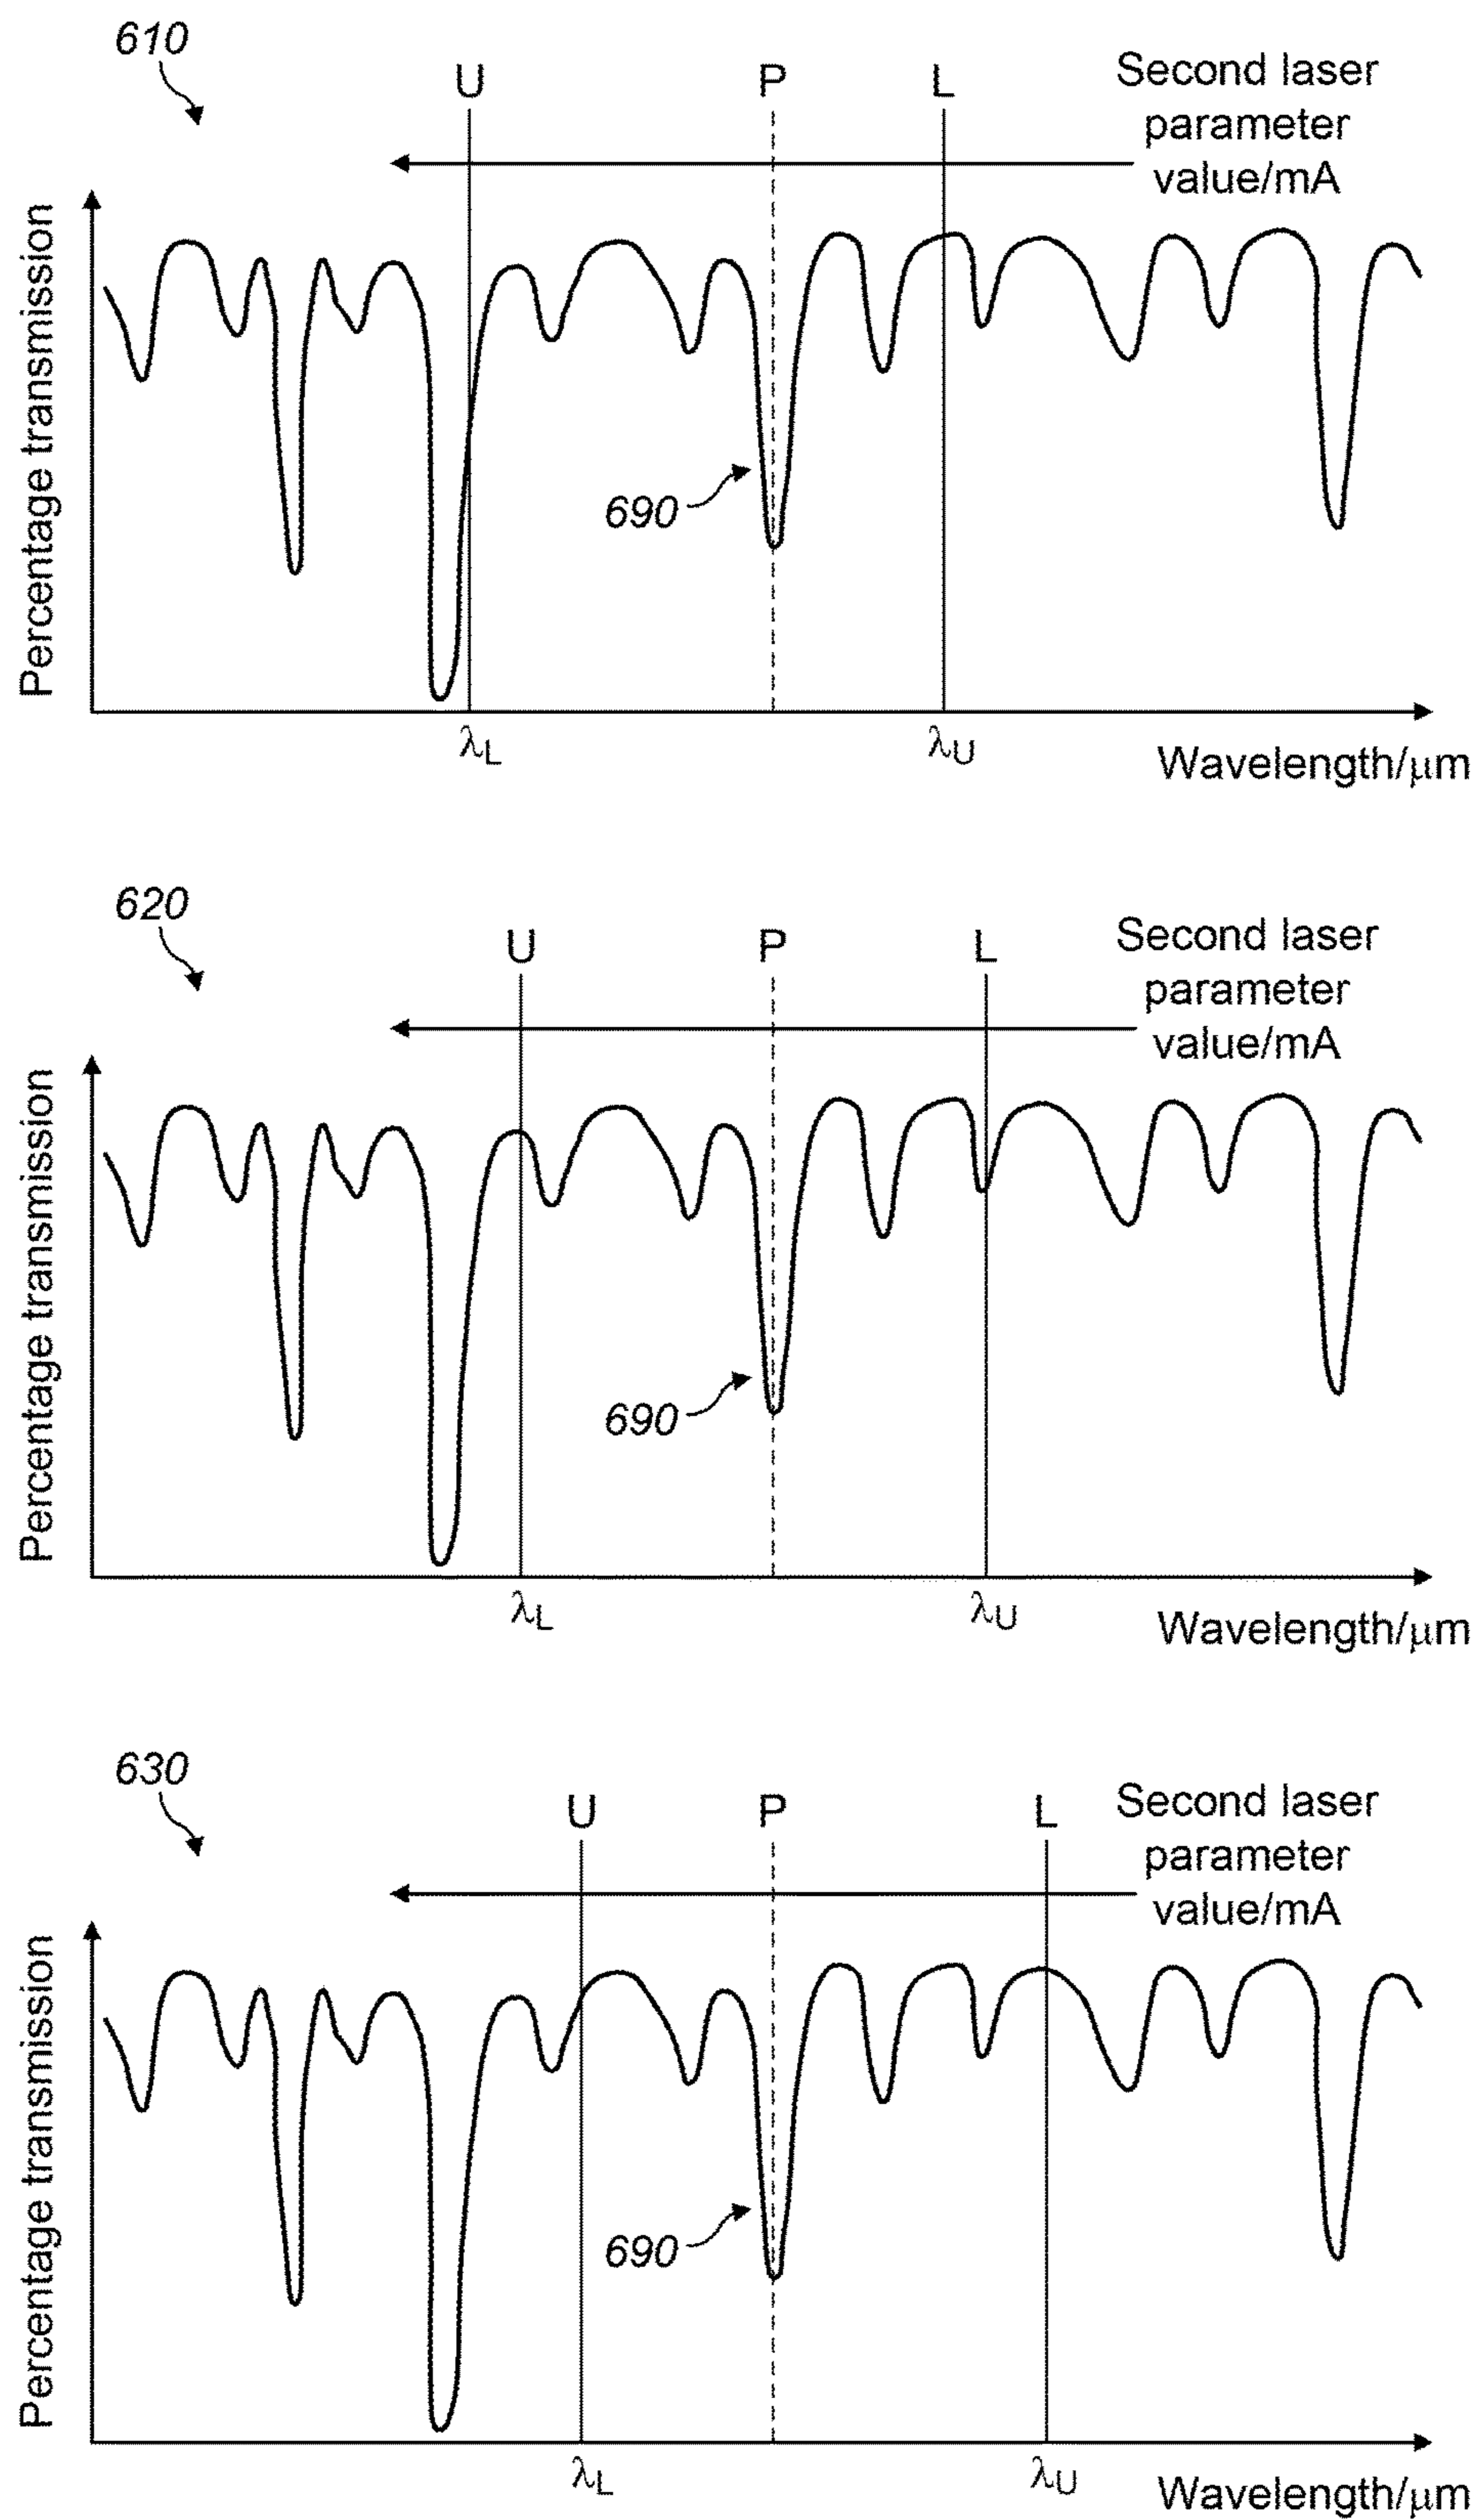 610
U
P
L
Second laser
parameter
value/mA
Percentage transmission
690
λL
λU
Wavelength/μm
620
U
P
L
Second laser
parameter
value/mA
Percentage transmission
690
λL
λU
Wavelength/μm
630
U
P
L
Second laser
parameter
value/mA
Percentage transmission
690
λL
λU
Wavelength/μm